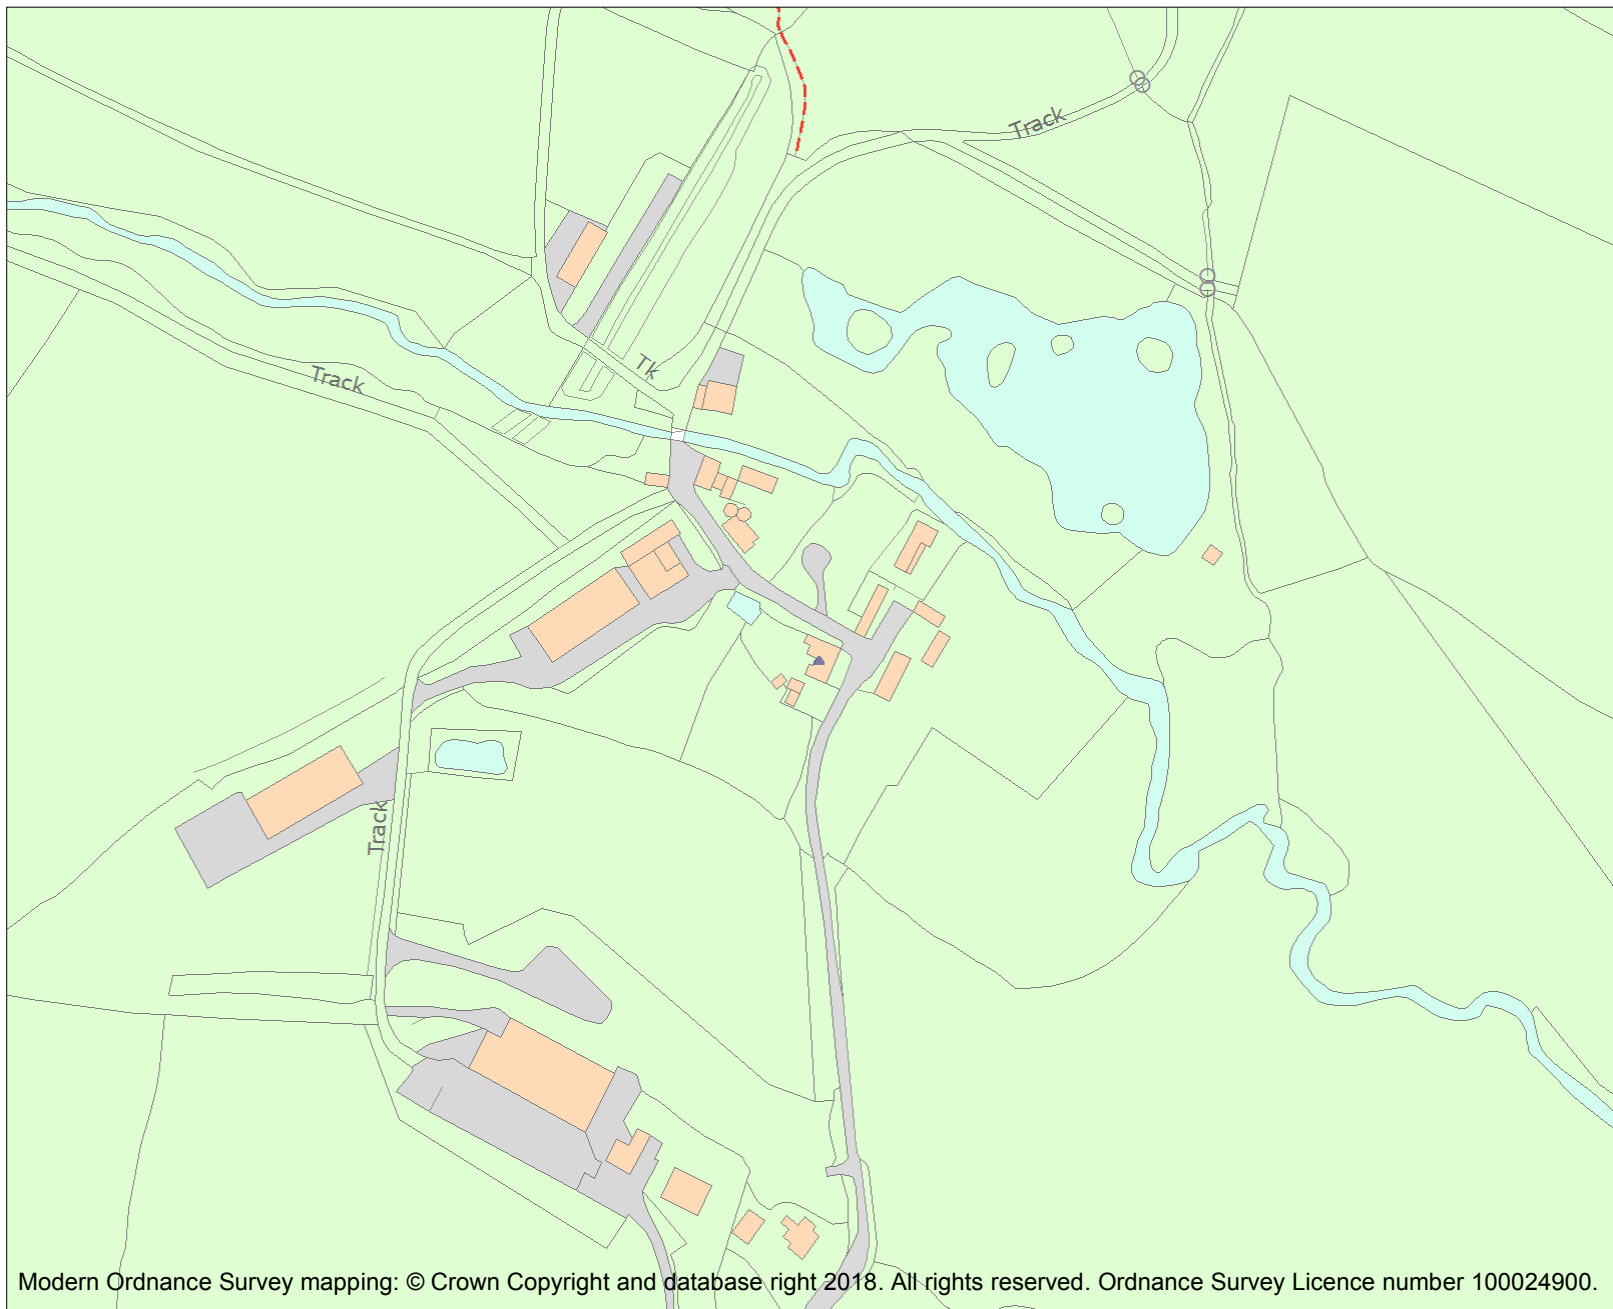 Track
Tk
Track
Track
Modern Ordnance Survey mapping: © Crown Copyright and database right 2018. All rights reserved. Ordnance Survey Licence number 100024900.